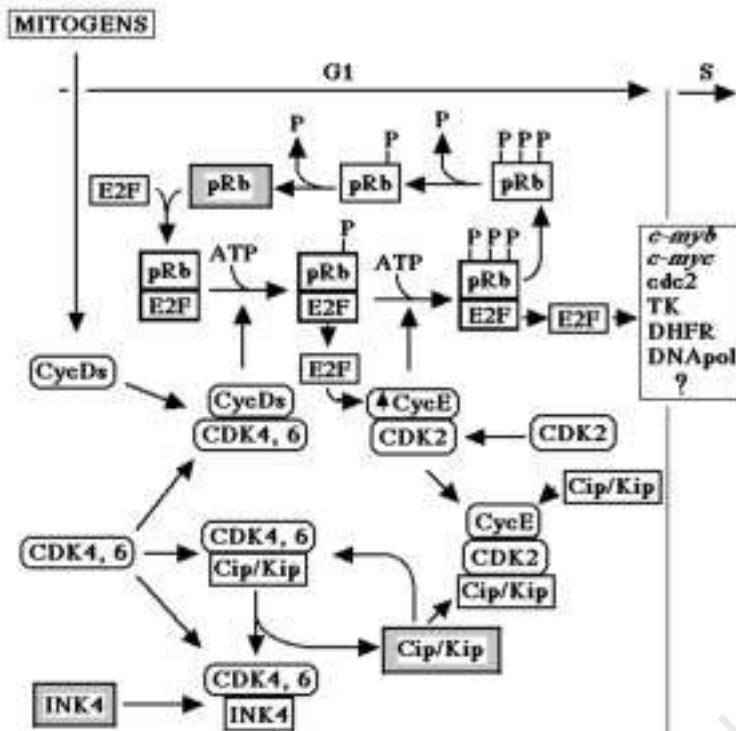 MITOGENS
G1
S
P
P
P
P P P
pRb
pRb
pRb
E2F
P
P P P
pRb
ATP
pRb
ATP
pRb
E2F
E2F
E2F
E2F
c-myb
c-myc
cdc2
TK
DHFR
DNApol
?
E2F
CycDs
CycDs
CDK4, 6
CycE
CDK2
CDK2
Cip/Kip
CycE
CDK2
Cip/Kip
CDK4, 6
CDK4, 6
Cip/Kip
Cip/Kip
CDK4, 6
INK4
INK4